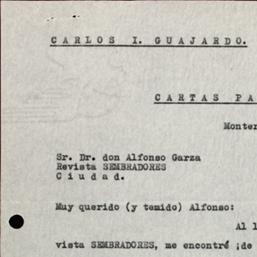 CARLOS I. GUAJARDO.
CARTAS PA
Monter
Sr. Dr. don Alfonso Garza
Revista SEMBRADORES
Ciudad.
Muy querido (y temido) Alfonso:
Al l
vista SEMBRADORES, me encontré ¡de